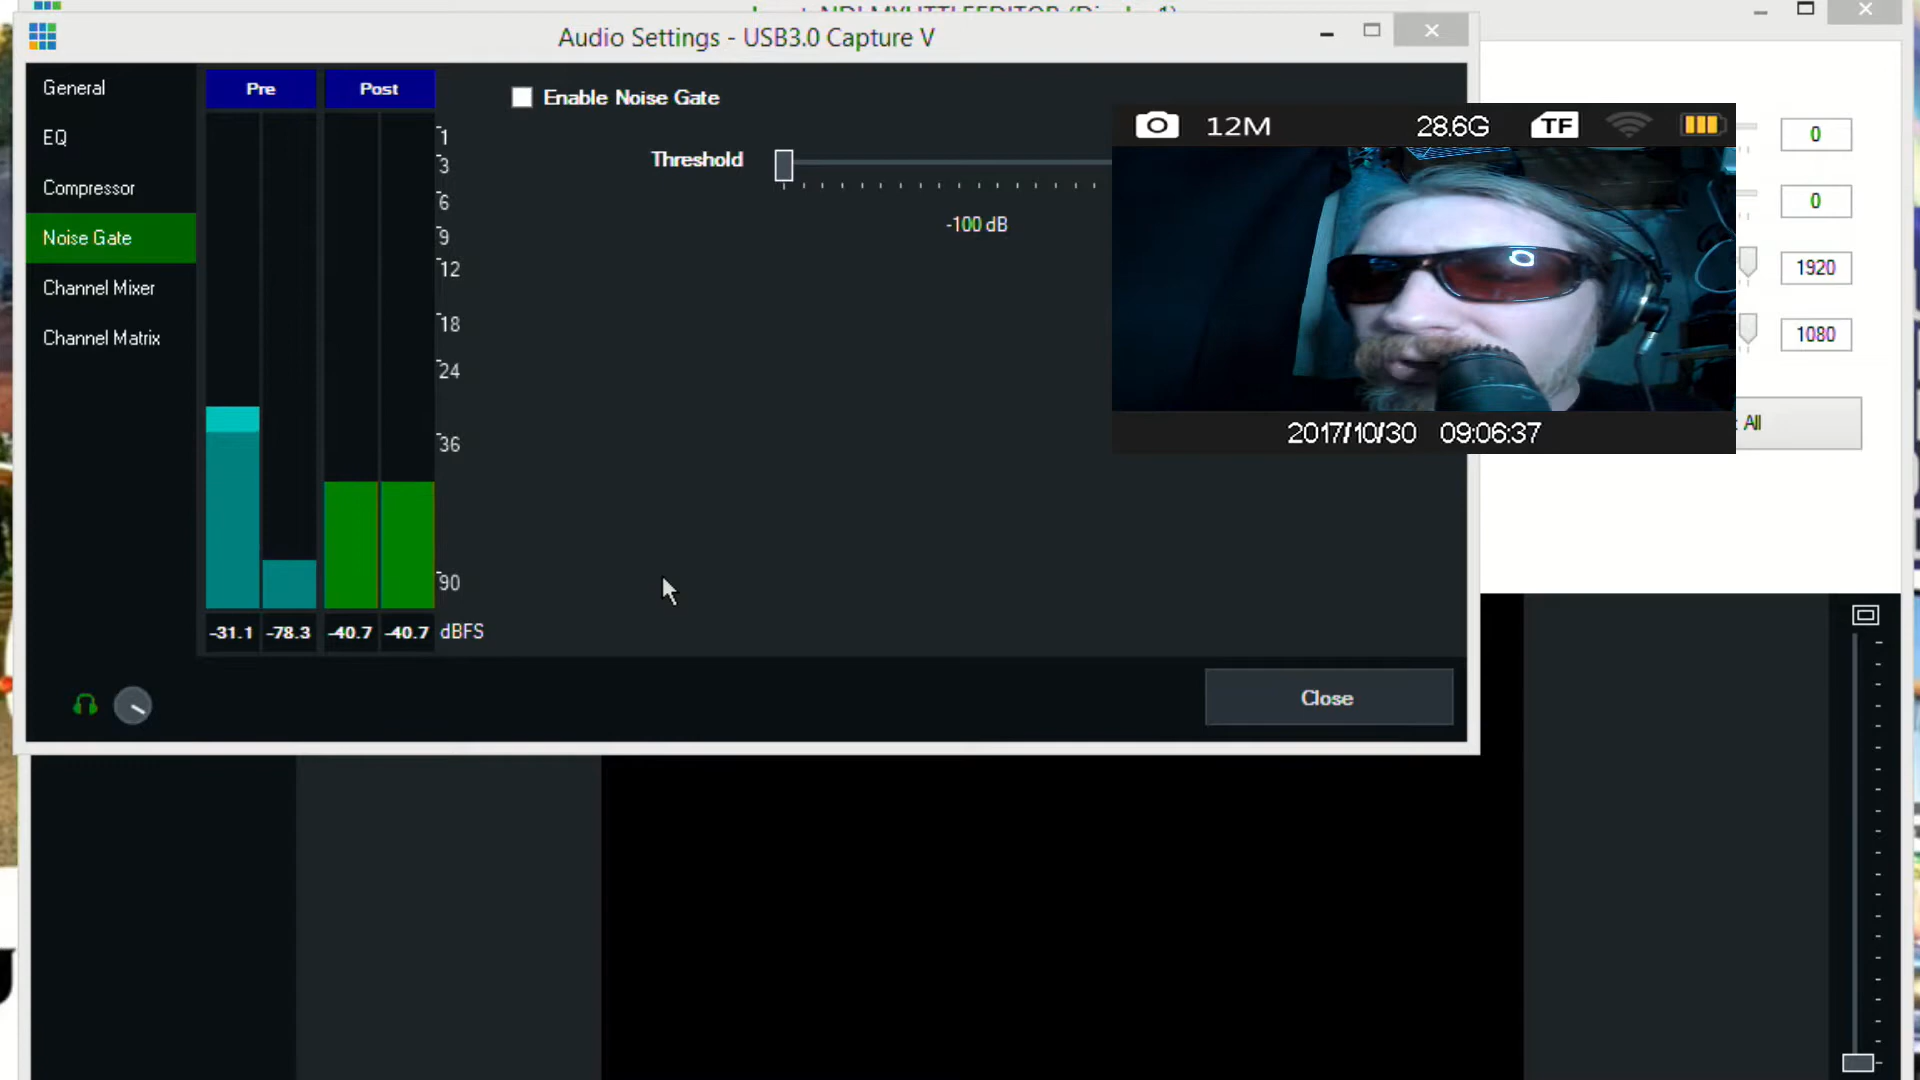 Audio Settings - USB3.0 Capture V
General
EQ
Compressor
Noise Gate
Channel Mixer
Channel Matrix
Pre
Post
1
3
6
9
12
18
24
36
90
-31.1
-78.3
-40.7
-40.7
dBFS
Enable Noise Gate
Threshold
-100 dB
12M
28.6G
TF
2017/10/30
09:06:37
0
0
1920
1080
All
Close